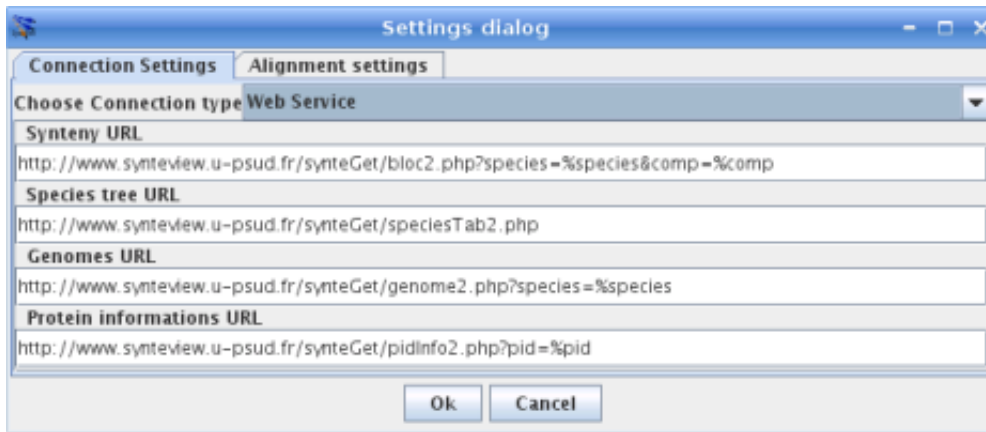 Settings dialog
Connection Settings Alignment settings
Choose Connection type Web Service
Synteny URL
http://www.synteview.u-psud.fr/synteGet/bloc2.php?species=%species&comp=%comp
Species tree URL
http://www.synteview.u-psud.fr/synteGet/speciesTab2.php
Genomes URL
http://www.synteview.u-psud.fr/synteGet/genome2.php?species=%species
Protein informations URL
http://www.synteview.u-psud.fr/synteGet/pidInfo2.php?pid=%pid
Ok Cancel